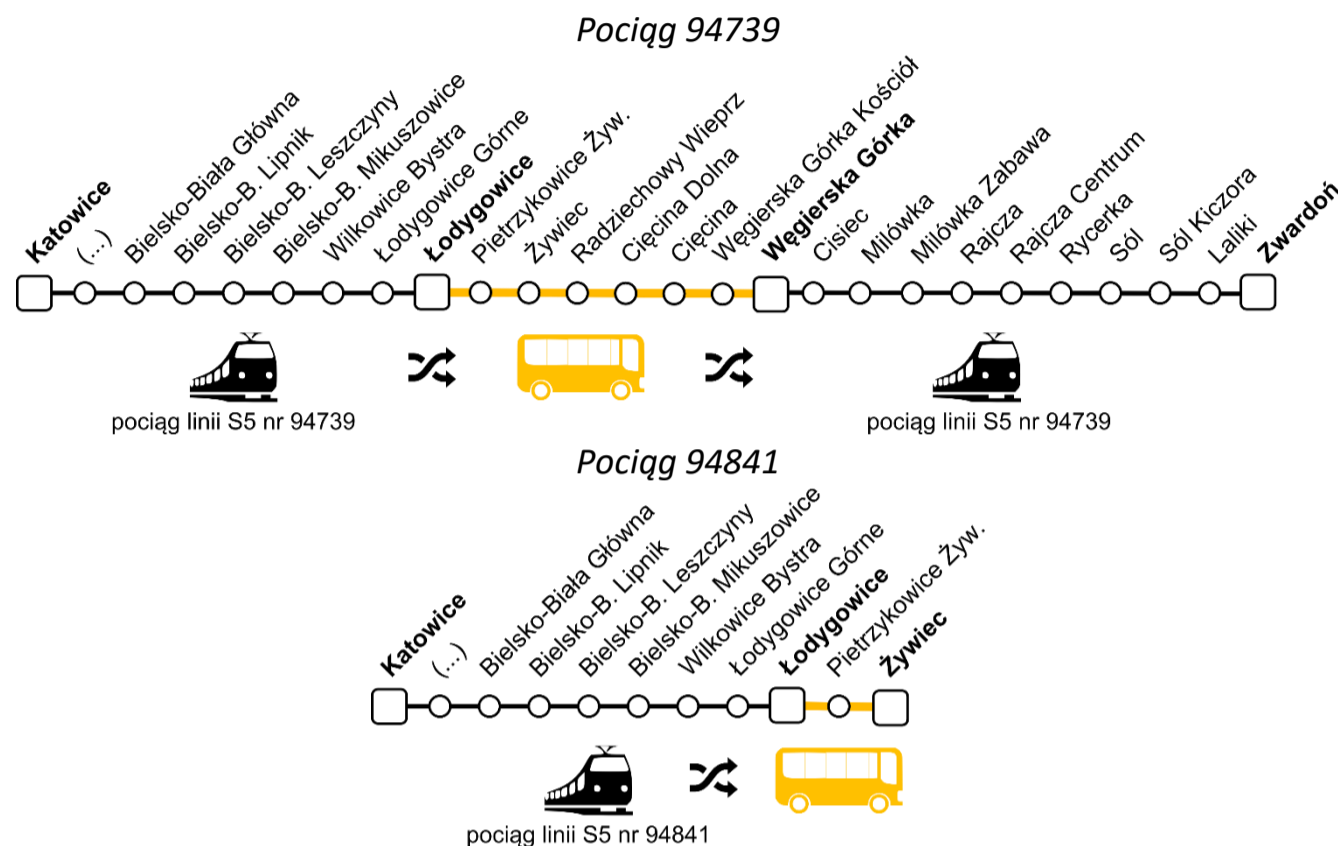 Pociąg 94739
Katowice
(...)
Bielsko-Biała Główna
Bielsko-B. Lipnik
Bielsko-B. Leszczyny
Bielsko-B. Mikuszowice
Wilkowice Bystra
Łodygowice Górne
Łodygowice
Pietrzykowice Żyw.
Żywiec
Radziechowy Wieprz
Cięcina Dolna
Cięcina
Węgierska Górka Kościół
Węgierska Górka
Cisiec
Milówka
Milówka Zabawa
Rajcza
Rajcza Centrum
Rycerka
Sól
Sól Kiczora
Laliki
Zwardoń
pociąg linii S5 nr 94739
pociąg linii S5 nr 94739
Pociąg 94841
Katowice
(...)
Bielsko-Biała Główna
Bielsko-B. Lipnik
Bielsko-B. Leszczyny
Bielsko-B. Mikuszowice
Wilkowice Bystra
Łodygowice Górne
Łodygowice
Pietrzykowice Żyw.
Żywiec
pociąg linii S5 nr 94841